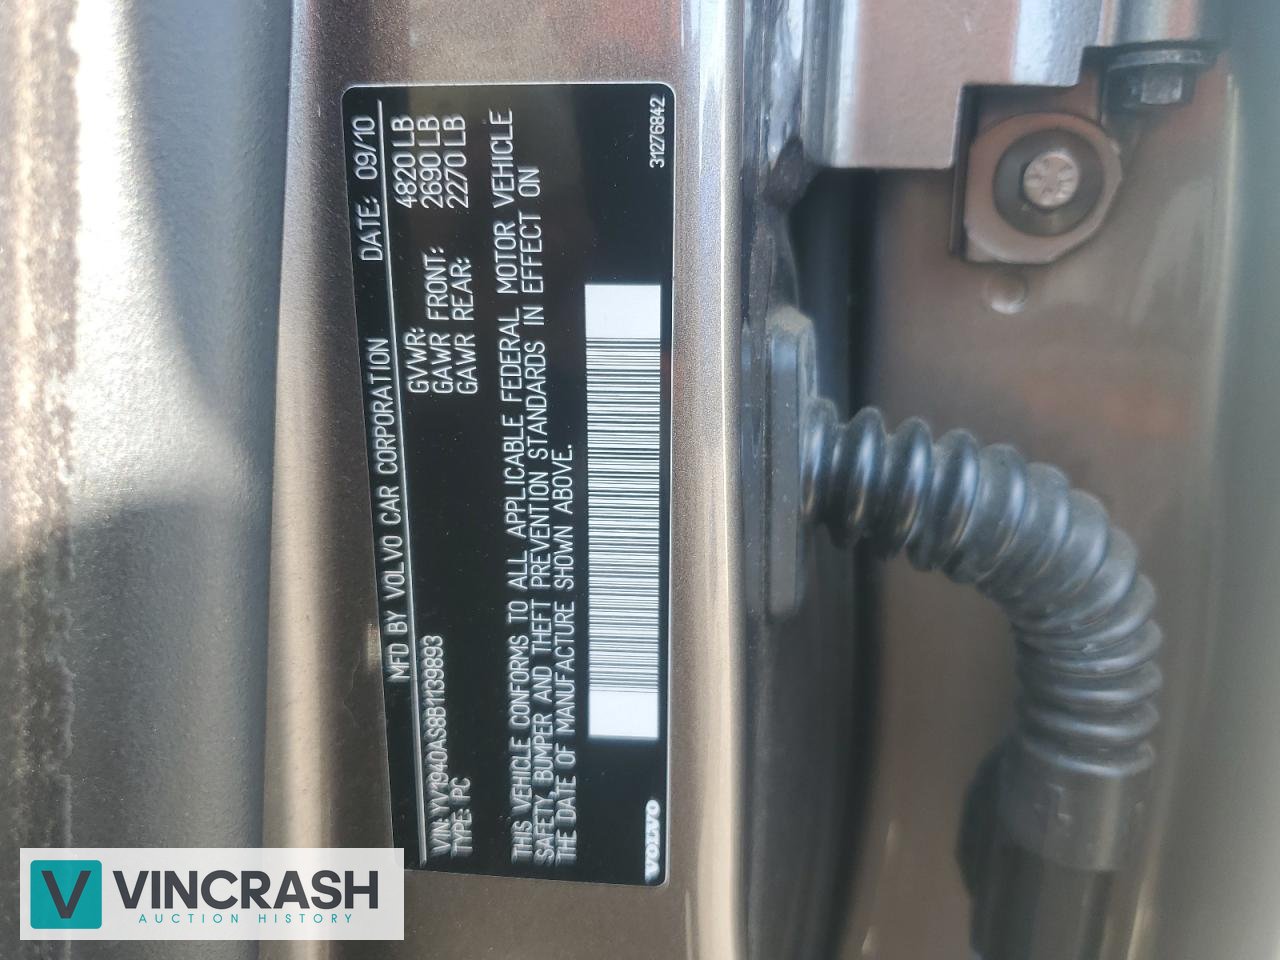 MFD BY VOLVO CAR CORPORATION DATE: 09/10
VIN: YV1940AS8B1139893 GVWR: 4820 LB
TYPE: PC GAWR FRONT: 2690 LB
GAWR REAR: 2270 LB
THIS VEHICLE CONFORMS TO ALL APPLICABLE FEDERAL MOTOR VEHICLE
SAFETY, BUMPER AND THEFT PREVENTION STANDARDS IN EFFECT ON
THE DATE OF MANUFACTURE SHOWN ABOVE.
VOLVO
31276842
V VINCRASH
AUCTION HISTORY